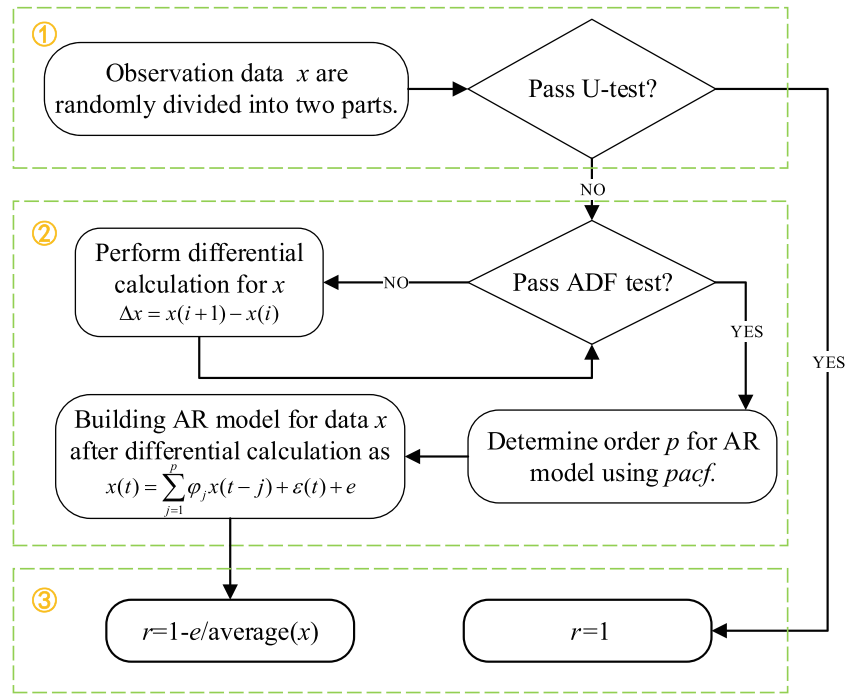 ①
Observation data x are
randomly divided into two parts.
Pass U-test?
NO
YES
②
Perform differential
calculation for x
Δx = x(i+1) − x(i)
NO
Pass ADF test?
YES
Building AR model for data x
after differential calculation as
x(t) = ∑_{j=1}^{p} φ_j x(t − j) + ε(t) + e
Determine order p for AR
model using pacf.
③
r=1-e/average(x)
r=1